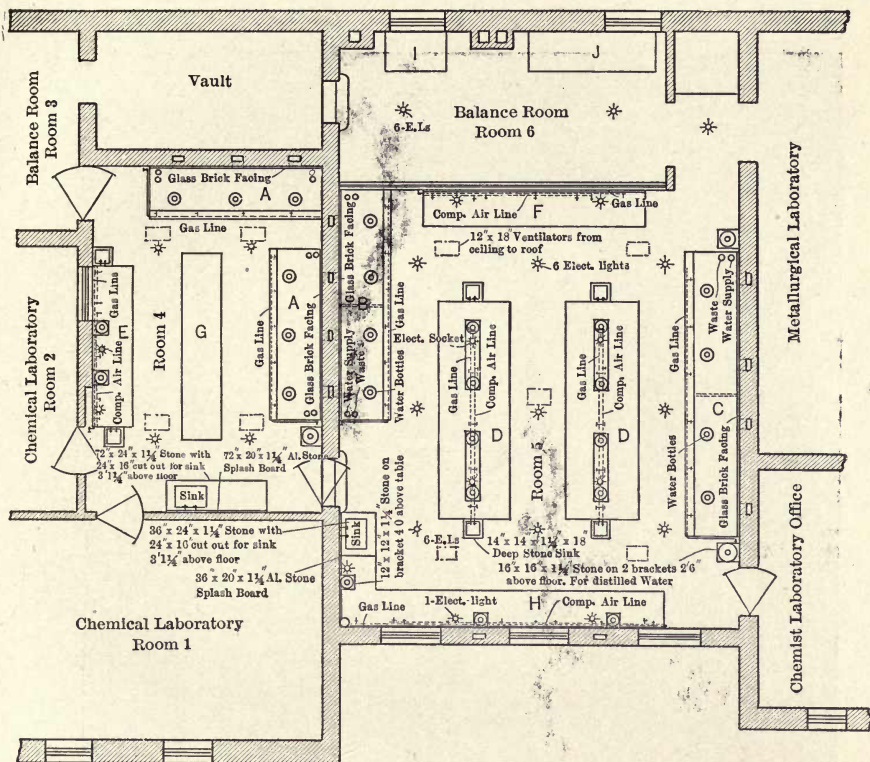 Balance Room
Room 3
Vault
I
J
6-E.Ls
Balance Room
Room 6
Metallurgical Laboratory
Glass Brick Facing
A
Gas Line
Comp. Air Line
F
Gas Line
12"x 18" Ventilators from
ceiling to roof
6 Elect. lights
Chemical Laboratory
Room 2
Gas Line
E
Comp. Air Line
Room 4
G
Gas Line
A
Glass Brick Facing
Glass Brick Facing
B
Gas Line
Water Supply
Waste
Water Bottles
Elect. Socket
Gas Line
Comp. Air Line
D
Room 5
Gas Line
Comp. Air Line
D
Gas Line
Waste
Water Supply
C
Water Bottles
Glass Brick Facing
72"x 24"x 1¼" Stone with
24"x 16" cut out for sink
3'1¼" above floor
72"x 20"x 1¼" Al. Stone
Splash Board
Sink
36"x 24"x 1¼" Stone with
24"x 16" cut out for sink
3'1¼" above floor
36"x 20"x 1¼" Al. Stone
Splash Board
Sink
12"x 12"x 1¼" Stone on
bracket 4'0 above table
6-E.Ls
14"x 14"x 1¼"x 18"
Deep Stone Sink
16"x 16"x 1¼" Stone on 2 brackets 2'6"
above floor. For distilled Water
Chemist Laboratory Office
Chemical Laboratory
Room 1
Gas Line
1-Elect. light
H
Comp. Air Line